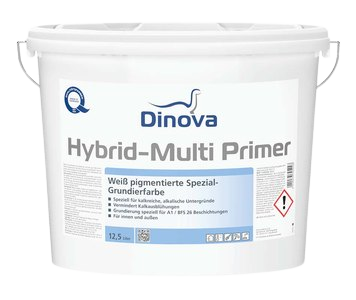 Dinova
Hybrid-Multi Primer
Weiß pigmentierte Spezial-
Grundierfarbe
Speziell für kalkreiche, alkalische Untergründe
Vermindert Kalkausblühungen
Grundierung speziell für A1 / BFS 26 Beschichtungen
Für innen und außen
12,5 Liter